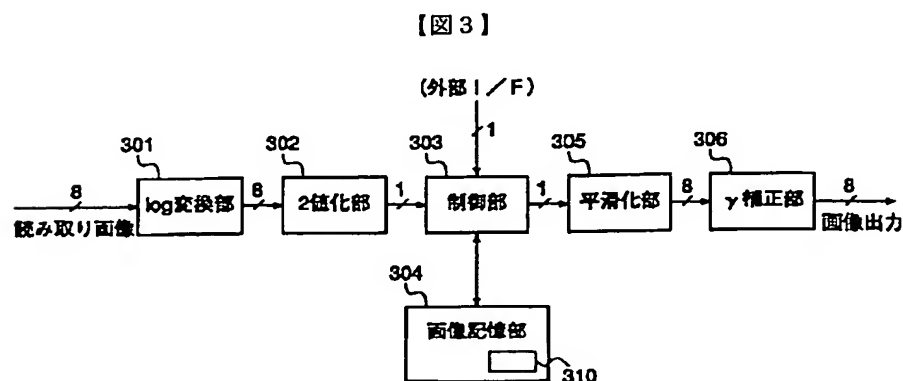 【図３】
(外部Ｉ／Ｆ)
1
301
302
303
305
306
8
log変換部
8
2値化部
1
制御部
1
平滑化部
8
γ補正部
8
読み取り画像
画像出力
304
画像記憶部
310